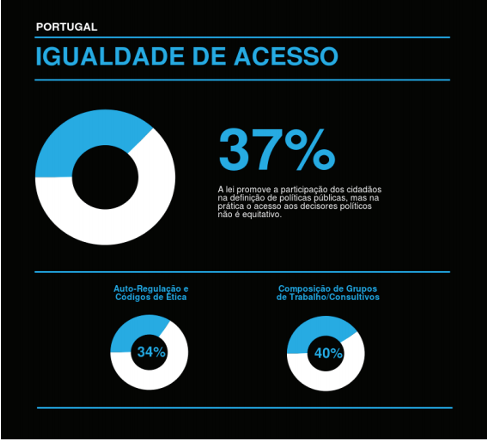 PORTUGAL
IGUALDADE DE ACESSO
37%
A lei promove a participação dos cidadãos
na definição de políticas públicas, mas na
prática o acesso aos decisores políticos
não é equitativo.
Auto-Regulação e
Códigos de Ética
34%
Composição de Grupos
de Trabalho/Consultivos
40%